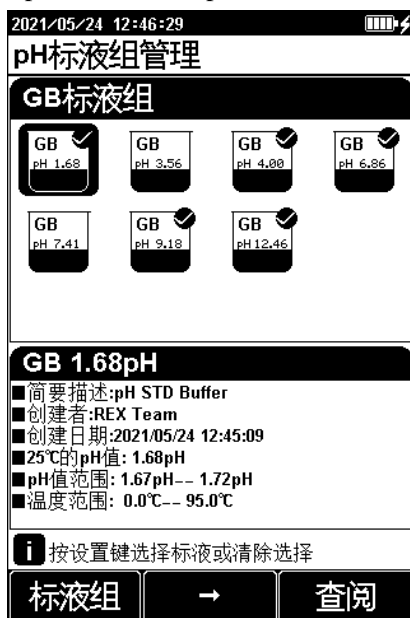 2021/05/24 12:46:29
pH标液组管理
GB标液组
GB GB GB GB
pH 1.68 pH 3.56 pH 4.00 pH 6.86
GB GB GB
pH 7.41 pH 9.18 pH12.46
GB 1.68pH
■简要描述:pH STD Buffer
■创建者:REX Team
■创建日期:2021/05/24 12:45:09
■25℃的pH值: 1.68pH
■pH值范围: 1.67pH-- 1.72pH
■温度范围: 0.0℃-- 95.0℃
i 按设置键选择标液或清除选择
标液组 → 查阅